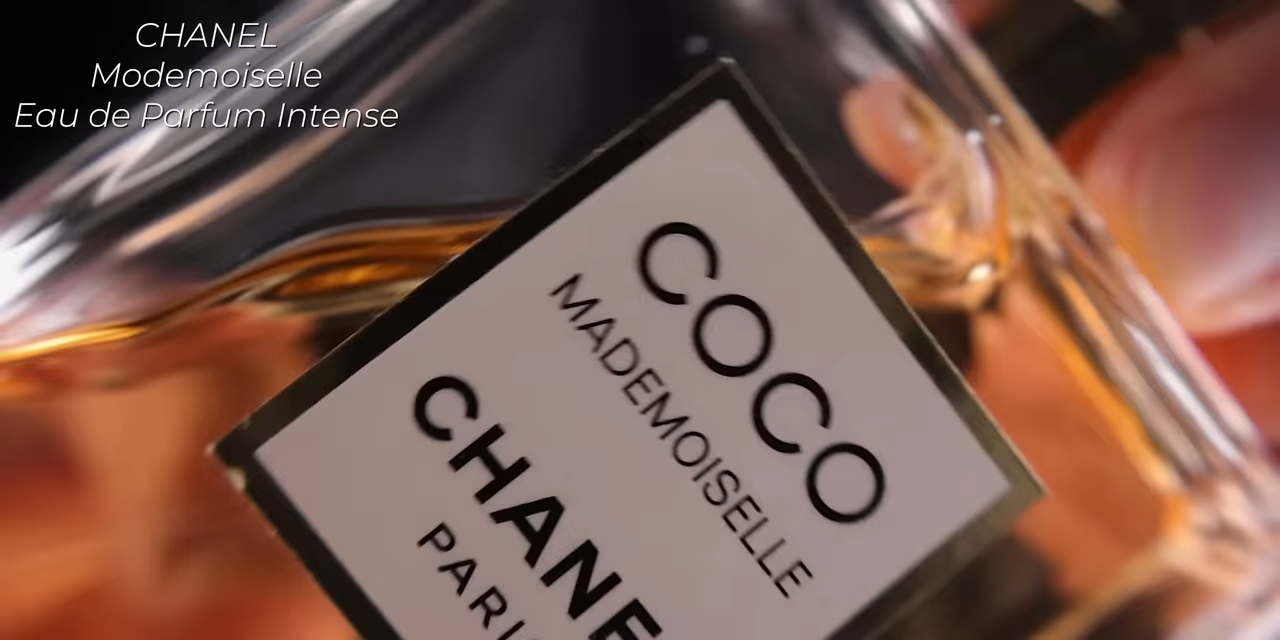 CHANEL
Modemoiselle
Eau de Parfum Intense
COCO
MADEMOISELLE
CHANE
PARI